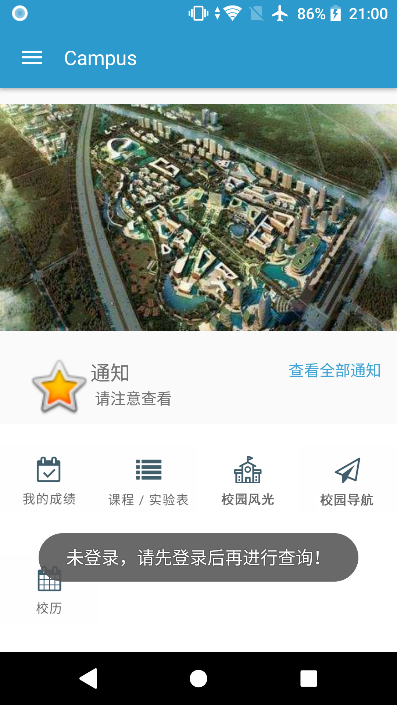 86% 21:00
Campus
通知
查看全部通知
请注意查看
我的成绩
课程 / 实验表
校园风光
校园导航
未登录，请先登录后再进行查询！
校历